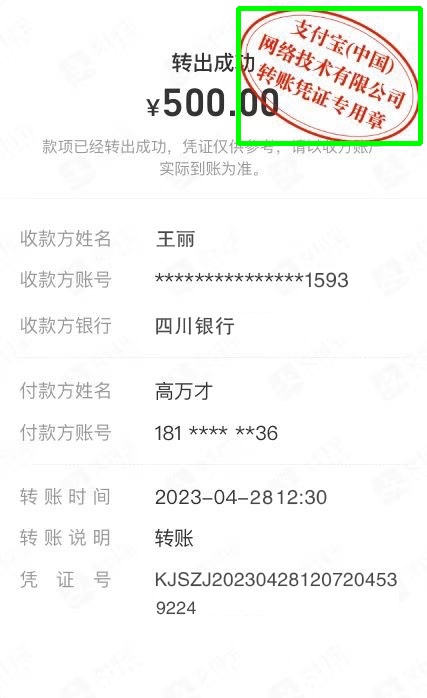 支付宝(中国)
网络技术有限公司
转账凭证专用章
转出成功
¥500.00
款项已经转出成功，凭证仅供参考，请以收方账户
实际到账为准。
收款方姓名 王丽
收款方账号 ***************1593
收款方银行 四川银行
付款方姓名 高万才
付款方账号 181 **** **36
转账时间 2023-04-28 12:30
转账说明 转账
凭证号 KJSZJ20230428120720453
9224